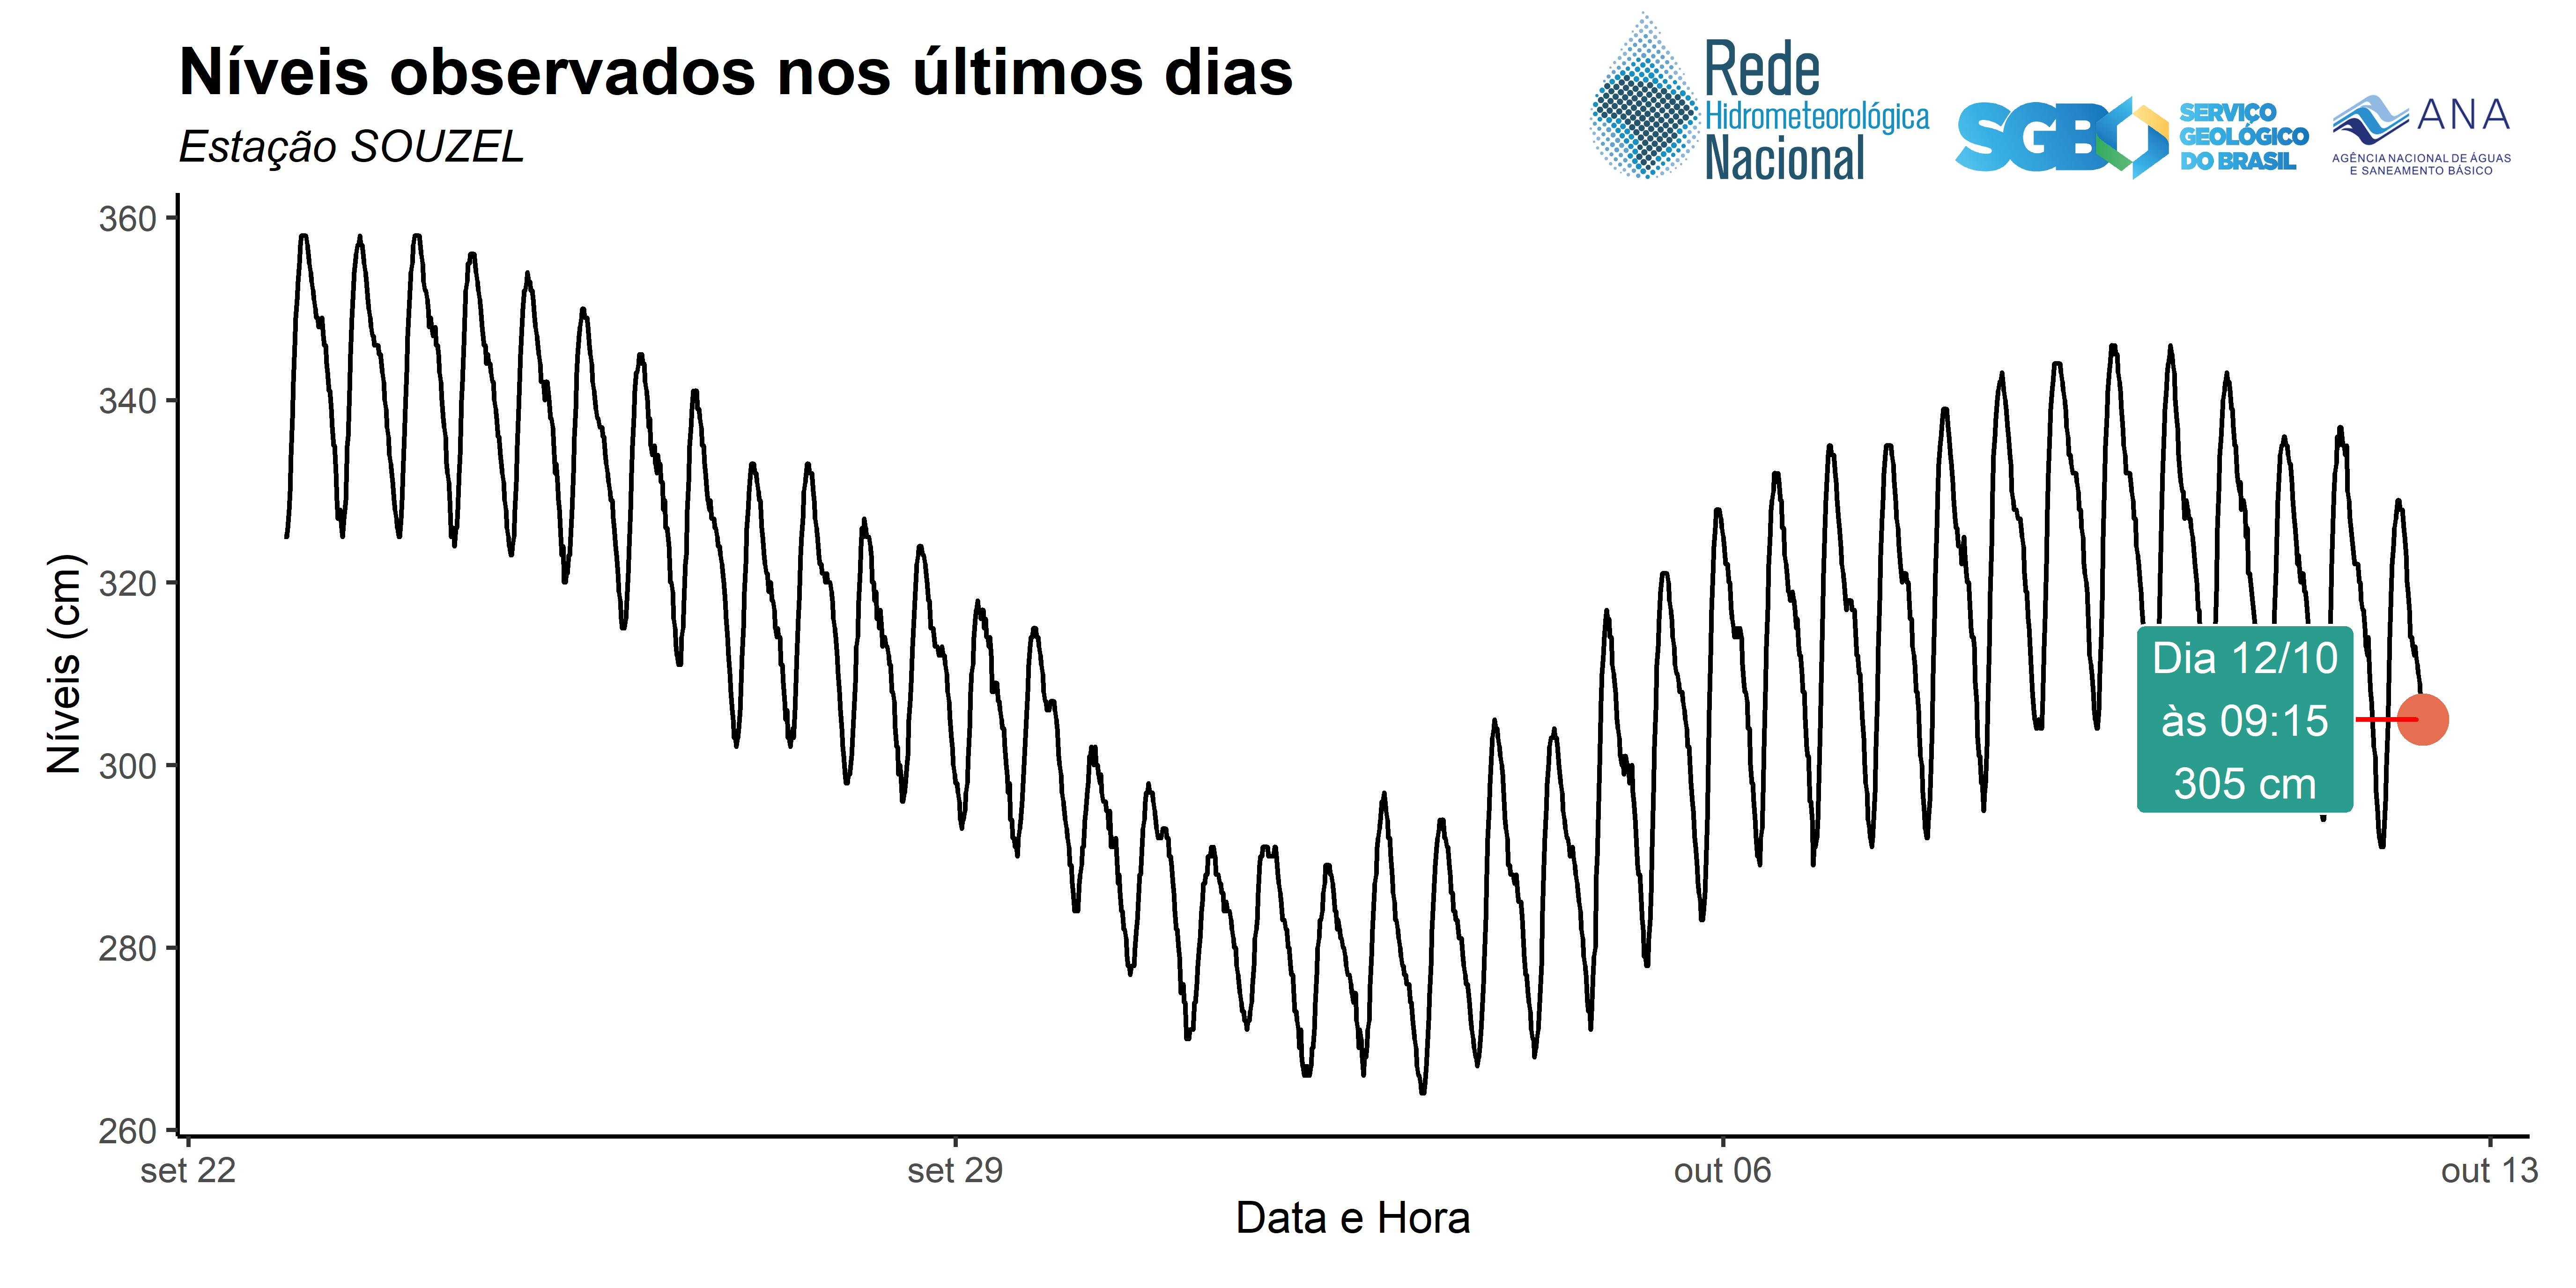 Níveis observados nos últimos dias
Estação SOUZEL
Rede
Hidrometeorológica
Nacional
SGB
SERVIÇO
GEOLÓGICO
DO BRASIL
ANA
AGÊNCIA NACIONAL DE ÁGUAS
E SANEAMENTO BÁSICO
360
340
320
300
280
260
Níveis (cm)
Dia 12/10
às 09:15
305 cm
set 22
set 29
out 06
out 13
Data e Hora